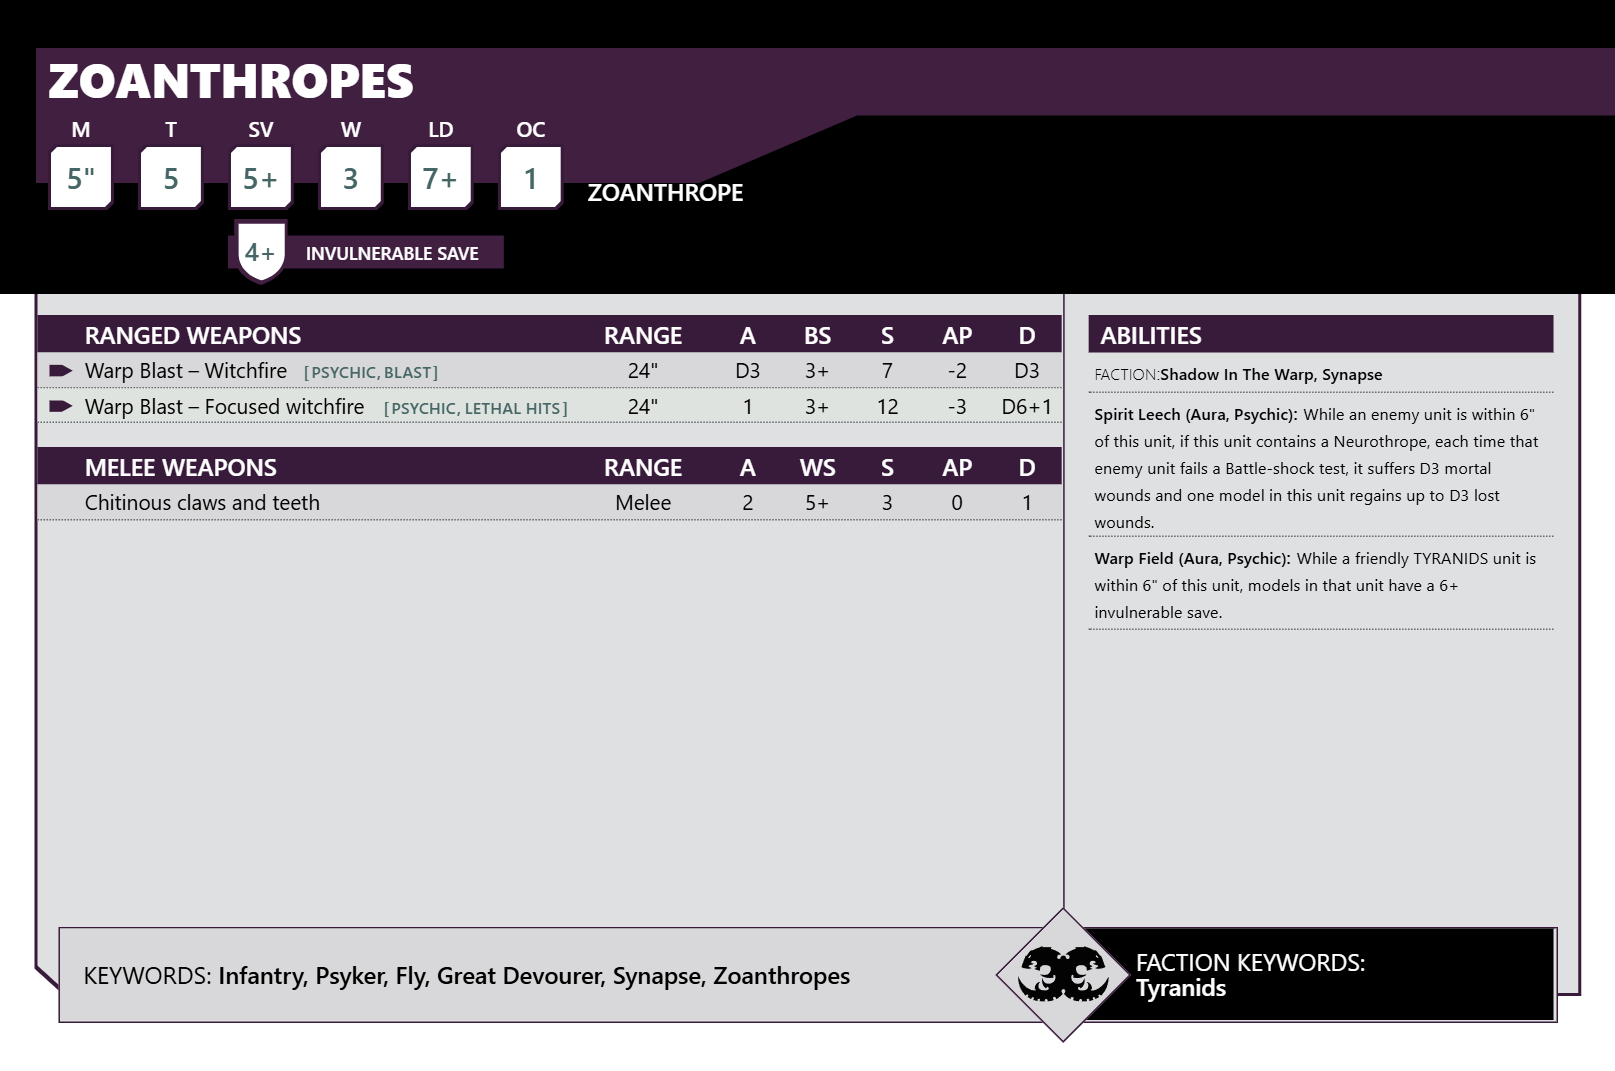 ZOANTHROPES
M T SV W LD OC
5" 5 5+ 3 7+ 1 ZOANTHROPE
4+ INVULNERABLE SAVE
RANGED WEAPONS RANGE A BS S AP D
Warp Blast – Witchfire [PSYCHIC, BLAST] 24" D3 3+ 7 -2 D3
Warp Blast – Focused witchfire [PSYCHIC, LETHAL HITS] 24" 1 3+ 12 -3 D6+1
MELEE WEAPONS RANGE A WS S AP D
Chitinous claws and teeth Melee 2 5+ 3 0 1
ABILITIES
FACTION:Shadow In The Warp, Synapse
Spirit Leech (Aura, Psychic): While an enemy unit is within 6"
of this unit, if this unit contains a Neurothrope, each time that
enemy unit fails a Battle-shock test, it suffers D3 mortal
wounds and one model in this unit regains up to D3 lost
wounds.
Warp Field (Aura, Psychic): While a friendly TYRANIDS unit is
within 6" of this unit, models in that unit have a 6+
invulnerable save.
KEYWORDS: Infantry, Psyker, Fly, Great Devourer, Synapse, Zoanthropes
FACTION KEYWORDS:
Tyranids